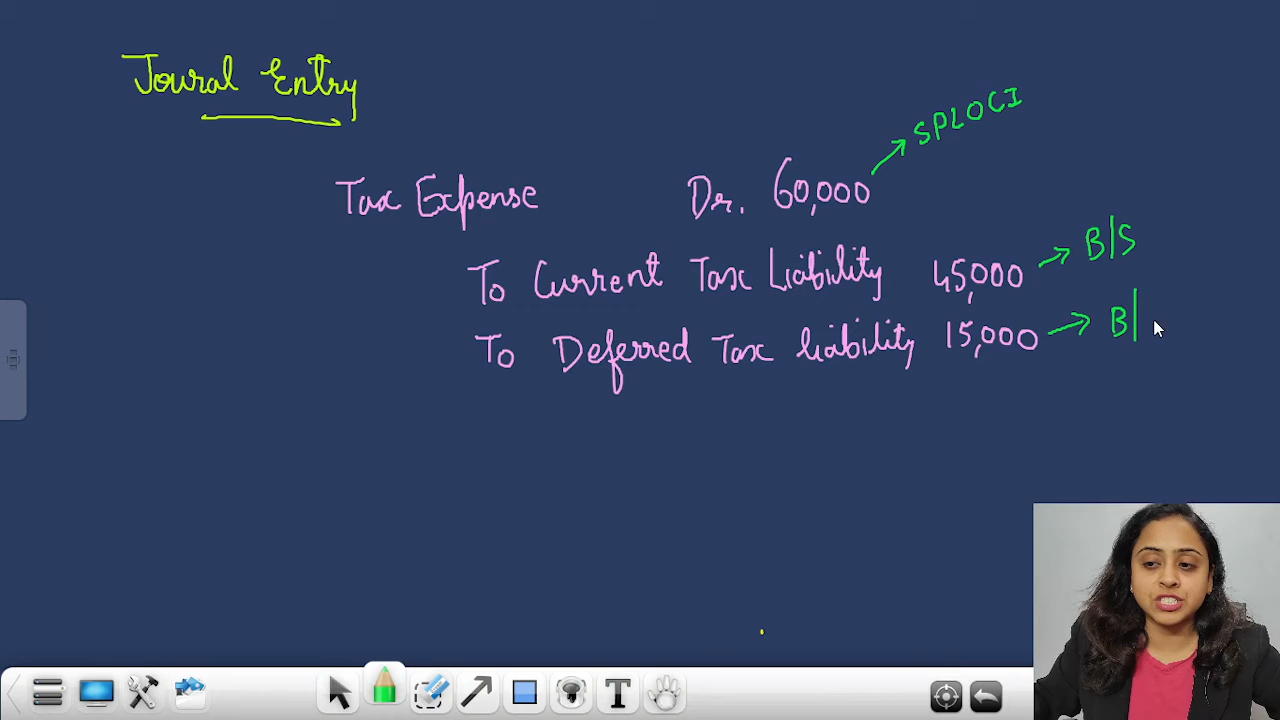 Joural Entry
SPLOCI
Tax Expense Dr. 60,000
B/S
To Current Tax Liability 45,000
To Deferred Tax liability 15,000 B/
T